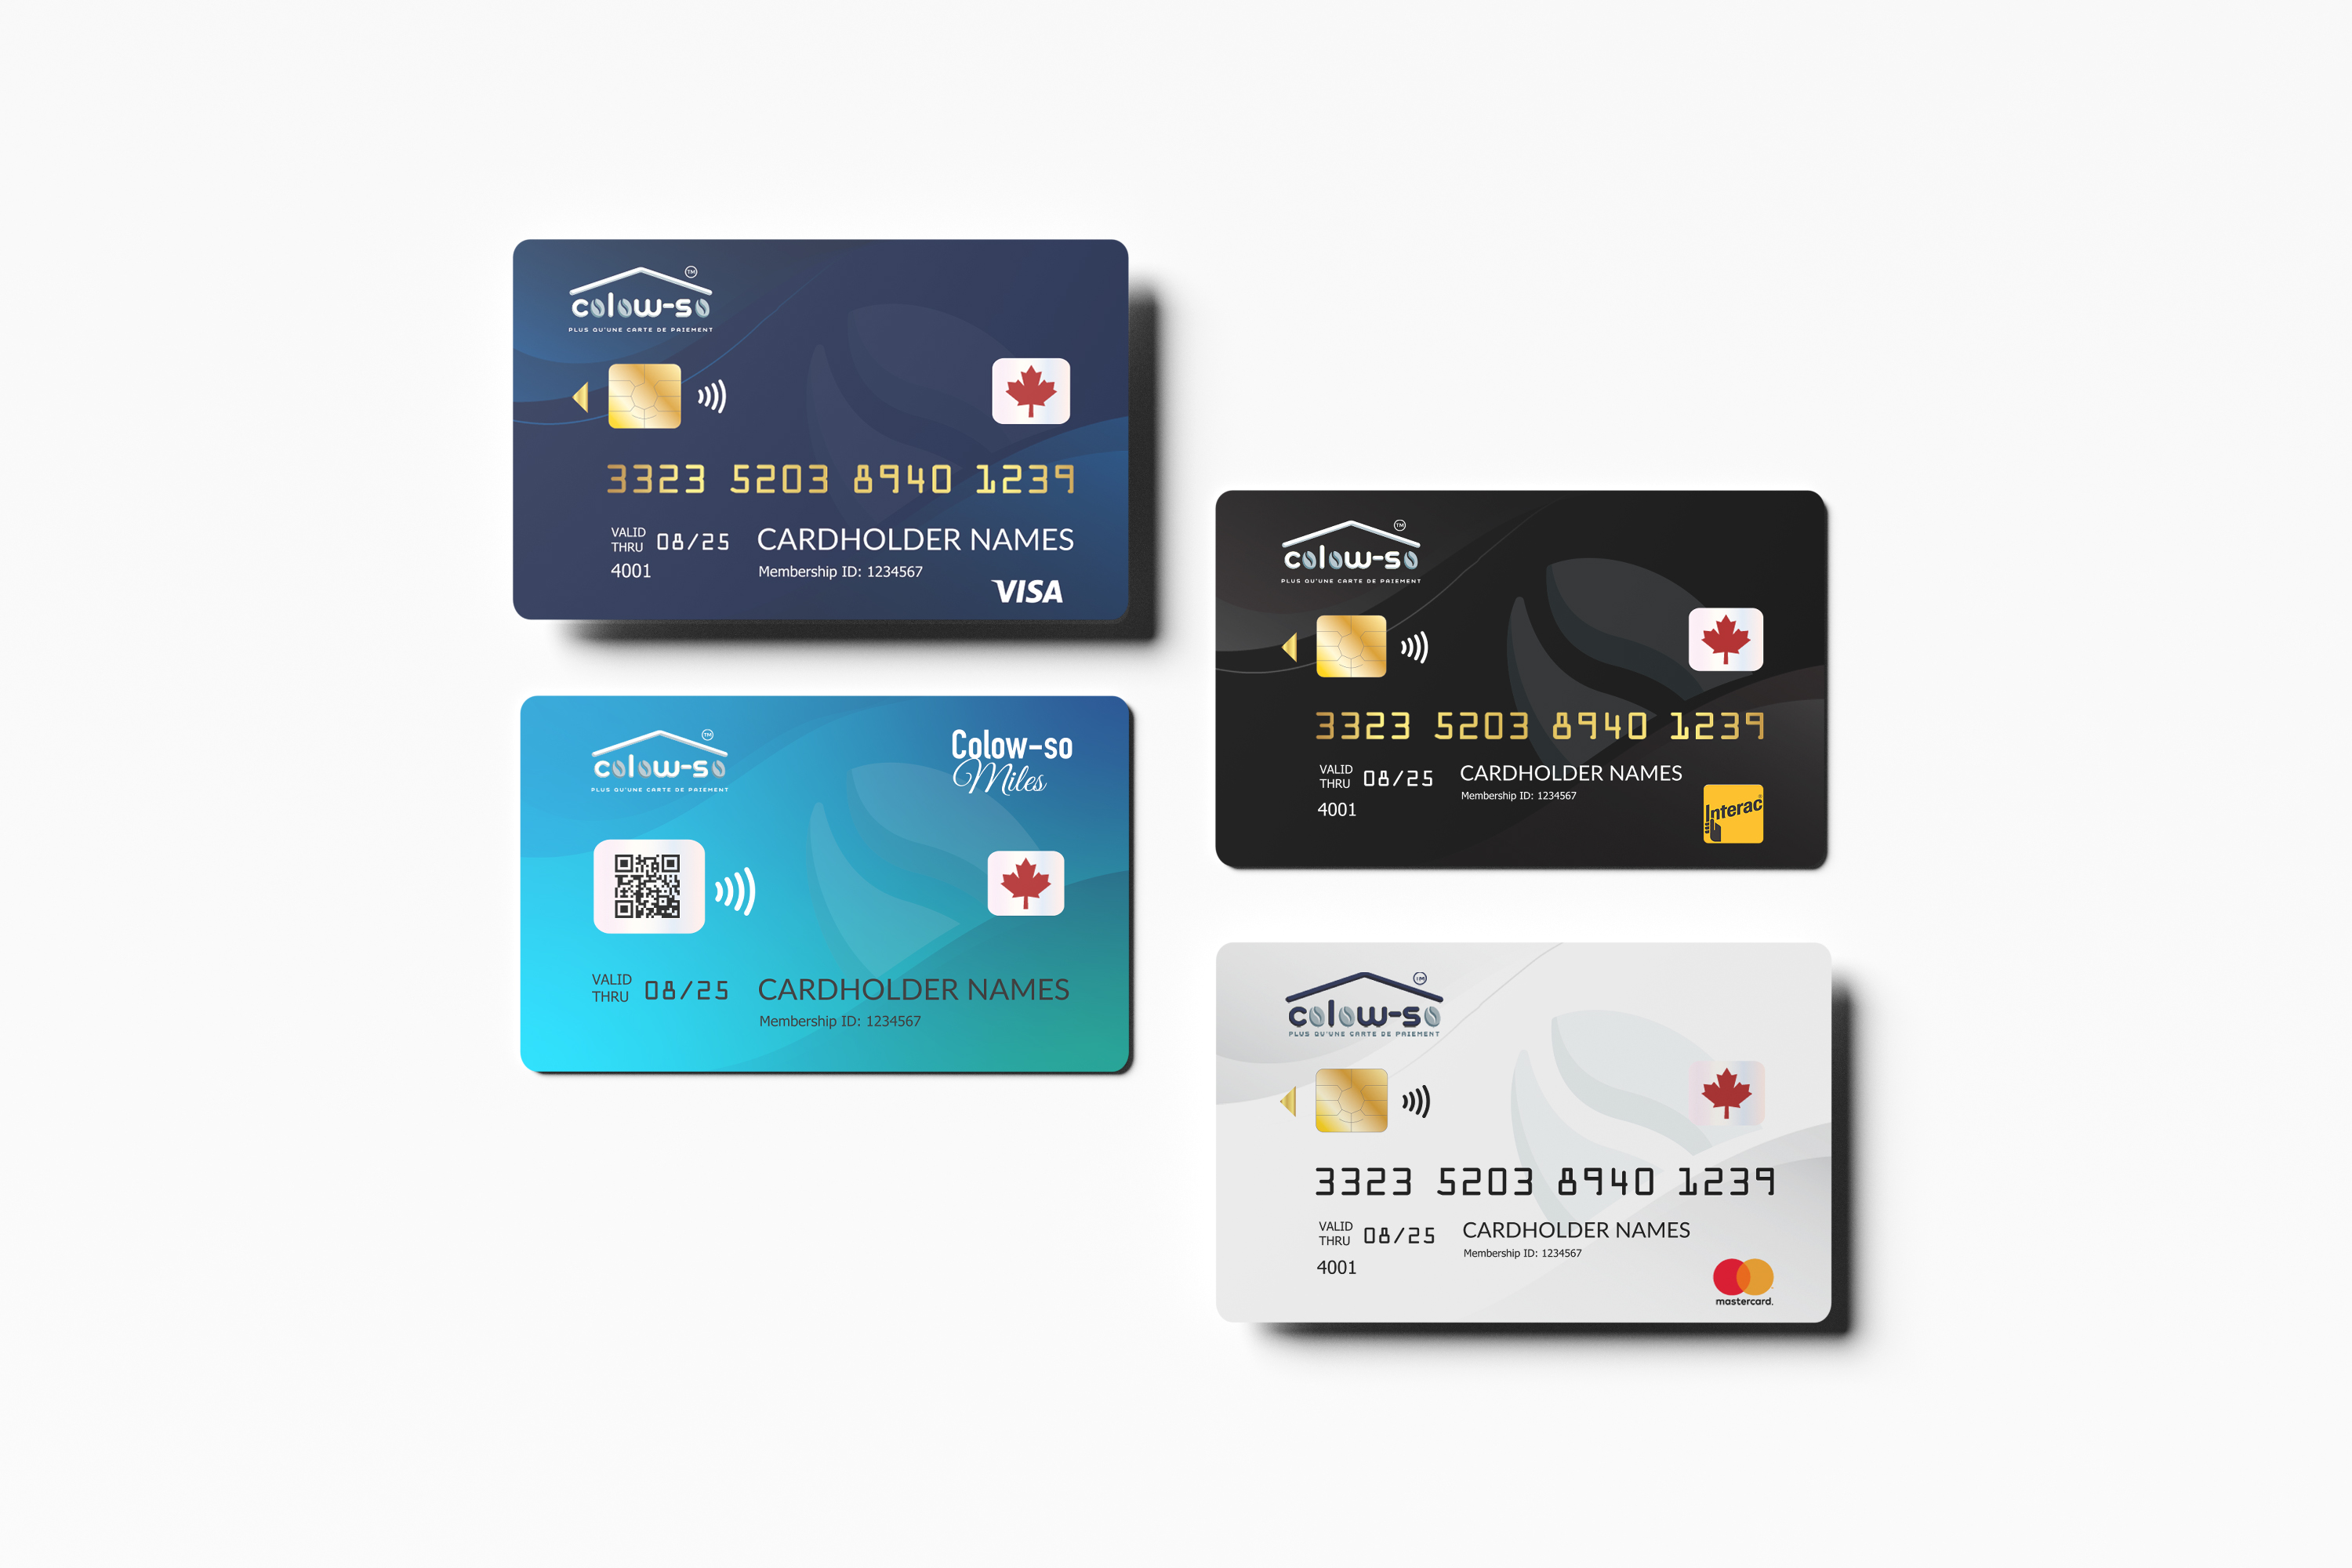 TM
colow-so
PLUS QU'UNE CARTE DE PAIEMENT
3323 5203 8940 1239
VALID THRU 08/25 CARDHOLDER NAMES
4001 Membership ID: 1234567
VISA
TM
colow-so
PLUS QU'UNE CARTE DE PAIEMENT
Colow-so
Miles
VALID THRU 08/25 CARDHOLDER NAMES
Membership ID: 1234567
TM
colow-so
PLUS QU'UNE CARTE DE PAIEMENT
3323 5203 8940 1239
VALID THRU 08/25 CARDHOLDER NAMES
Membership ID: 1234567
4001
Interac
TM
colow-so
PLUS QU'UNE CARTE DE PAIEMENT
3323 5203 8940 1239
VALID THRU 08/25 CARDHOLDER NAMES
Membership ID: 1234567
4001
mastercard.